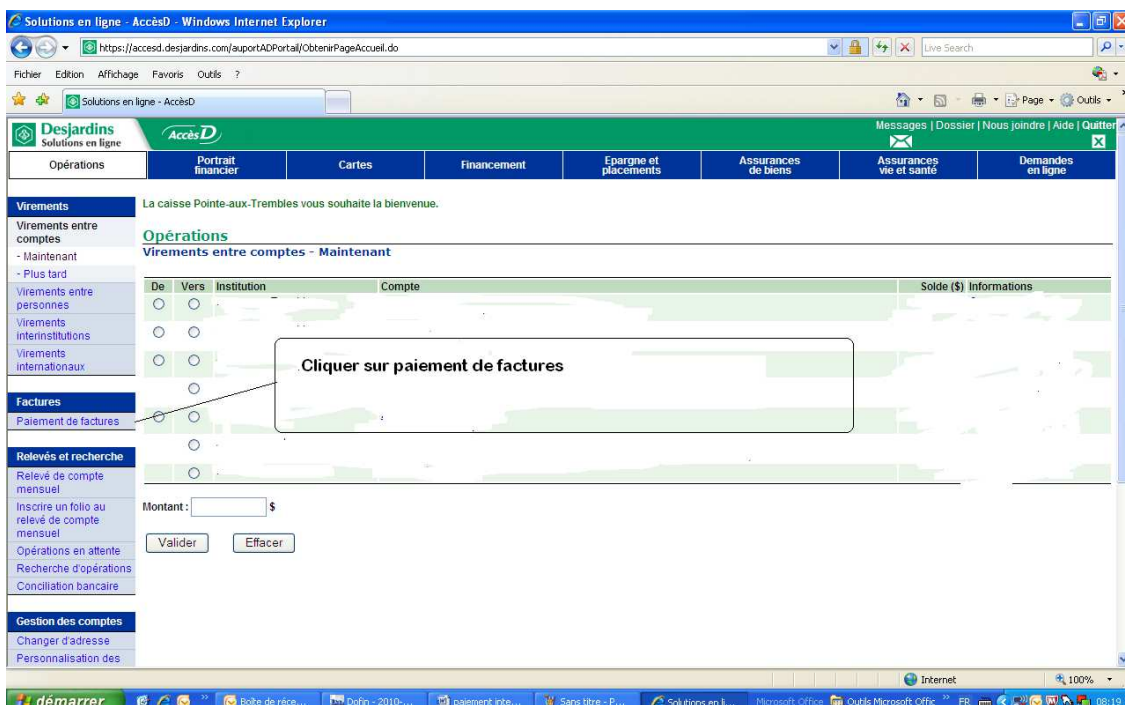 Solutions en ligne - AccèsD - Windows Internet Explorer
https://accesd.desjardins.com/auportADPortail/ObtenirPageAccueil.do
Live Search
Fichier Edition Affichage Favoris Outils ?
Solutions en ligne - AccèsD
Page Outils
Desjardins
Solutions en ligne
AccèsD
Messages | Dossier | Nous joindre | Aide | Quitter
Opérations
Portrait
financier
Cartes
Financement
Epargne et
placements
Assurances
de biens
Assurances
vie et santé
Demandes
en ligne
Virements
Virements entre
comptes
- Maintenant
- Plus tard
Virements entre
personnes
Virements
interinstitutions
Virements
internationaux
Factures
Paiement de factures
Relevés et recherche
Relevé de compte
mensuel
Inscrire un folio au
relevé de compte
mensuel
Opérations en attente
Recherche d'opérations
Conciliation bancaire
Gestion des comptes
Changer d'adresse
Personnalisation des
La caisse Pointe-aux-Trembles vous souhaite la bienvenue.
Opérations
Virements entre comptes - Maintenant
De Vers Institution Compte Solde ($) Informations
Cliquer sur paiement de factures
Montant : $
Valider Effacer
Internet 100%
démarrer Boîte de réce... Dofin - 2010-... paiement inte... Sans titre - P... Solutions en li... Microsoft Office Outils Microsoft Offic FR 08:19